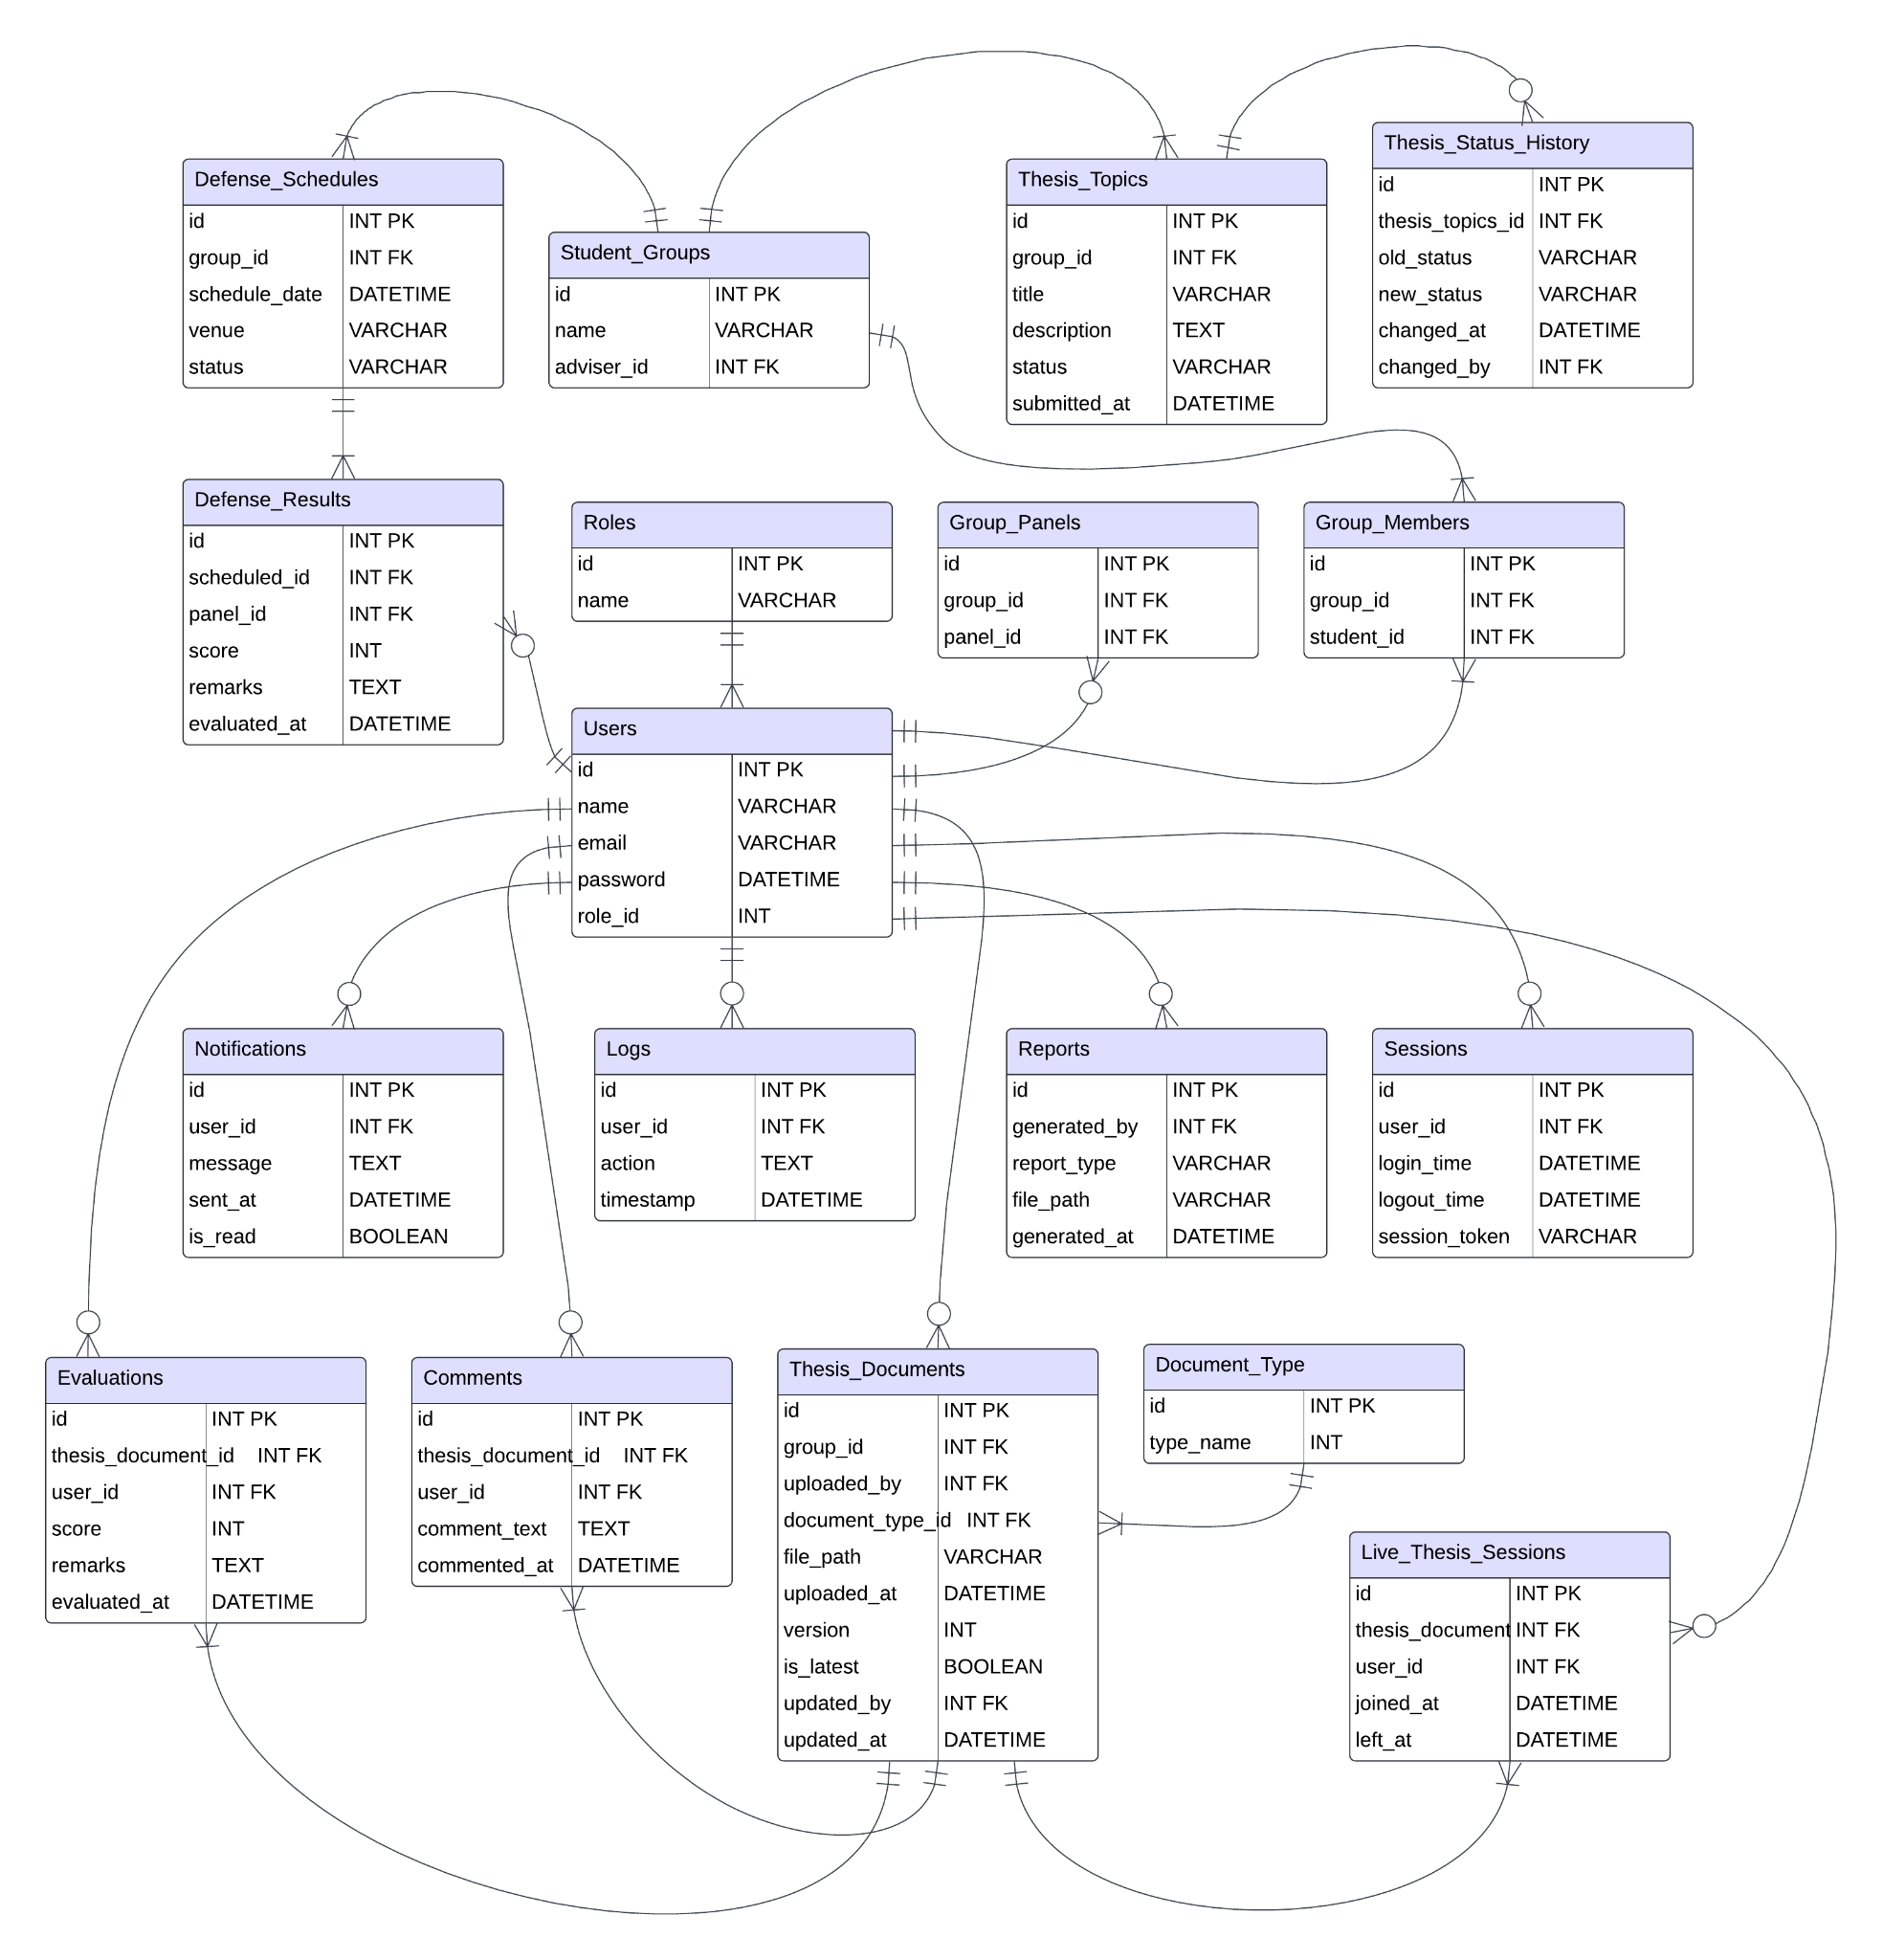 Defense_Schedules
id INT PK
group_id INT FK
schedule_date DATETIME
venue VARCHAR
status VARCHAR
Student_Groups
id INT PK
name VARCHAR
adviser_id INT FK
Thesis_Topics
id INT PK
group_id INT FK
title VARCHAR
description TEXT
status VARCHAR
submitted_at DATETIME
Thesis_Status_History
id INT PK
thesis_topics_id INT FK
old_status VARCHAR
new_status VARCHAR
changed_at DATETIME
changed_by INT FK
Defense_Results
id INT PK
scheduled_id INT FK
panel_id INT FK
score INT
remarks TEXT
evaluated_at DATETIME
Roles
id INT PK
name VARCHAR
Group_Panels
id INT PK
group_id INT FK
panel_id INT FK
Group_Members
id INT PK
group_id INT FK
student_id INT FK
Users
id INT PK
name VARCHAR
email VARCHAR
password DATETIME
role_id INT
Notifications
id INT PK
user_id INT FK
message TEXT
sent_at DATETIME
is_read BOOLEAN
Logs
id INT PK
user_id INT FK
action TEXT
timestamp DATETIME
Reports
id INT PK
generated_by INT FK
report_type VARCHAR
file_path VARCHAR
generated_at DATETIME
Sessions
id INT PK
user_id INT FK
login_time DATETIME
logout_time DATETIME
session_token VARCHAR
Evaluations
id INT PK
thesis_document_id INT FK
user_id INT FK
score INT
remarks TEXT
evaluated_at DATETIME
Comments
id INT PK
thesis_document_id INT FK
user_id INT FK
comment_text TEXT
commented_at DATETIME
Thesis_Documents
id INT PK
group_id INT FK
uploaded_by INT FK
document_type_id INT FK
file_path VARCHAR
uploaded_at DATETIME
version INT
is_latest BOOLEAN
updated_by INT FK
updated_at DATETIME
Document_Type
id INT PK
type_name INT
Live_Thesis_Sessions
id INT PK
thesis_document INT FK
user_id INT FK
joined_at DATETIME
left_at DATETIME